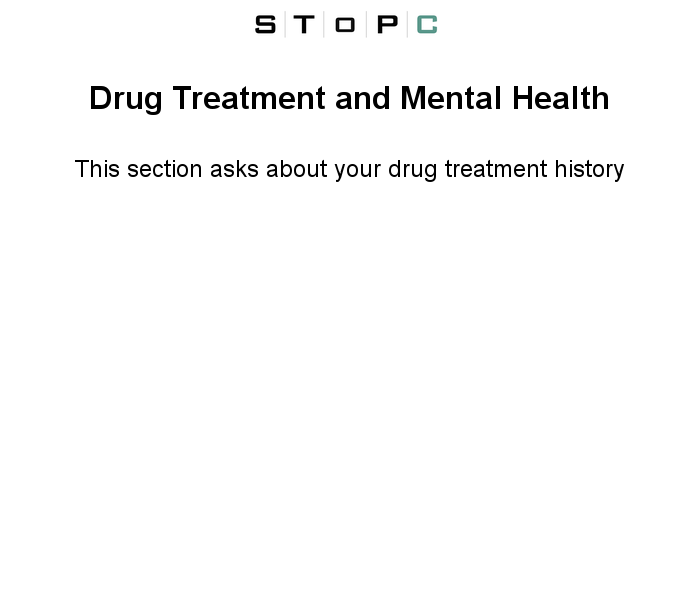 S T O P C
Drug Treatment and Mental Health
This section asks about your drug treatment history